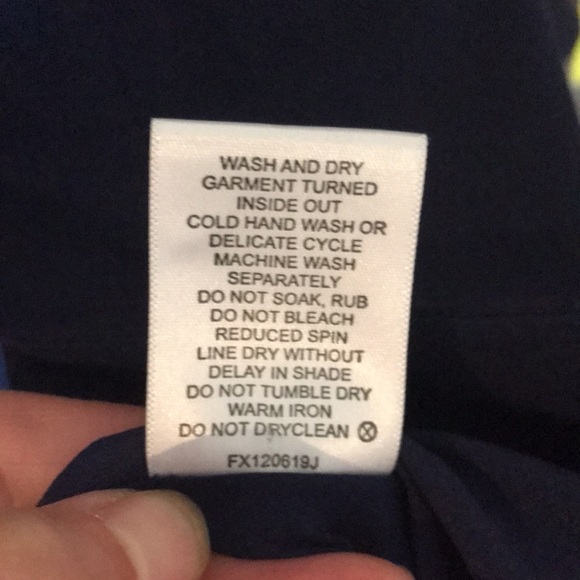 WASH AND DRY
GARMENT TURNED
INSIDE OUT
COLD HAND WASH OR
DELICATE CYCLE
MACHINE WASH
SEPARATELY
DO NOT SOAK, RUB
DO NOT BLEACH
REDUCED SPIN
LINE DRY WITHOUT
DELAY IN SHADE
DO NOT TUMBLE DRY
WARM IRON
DO NOT DRYCLEAN
FX120619J